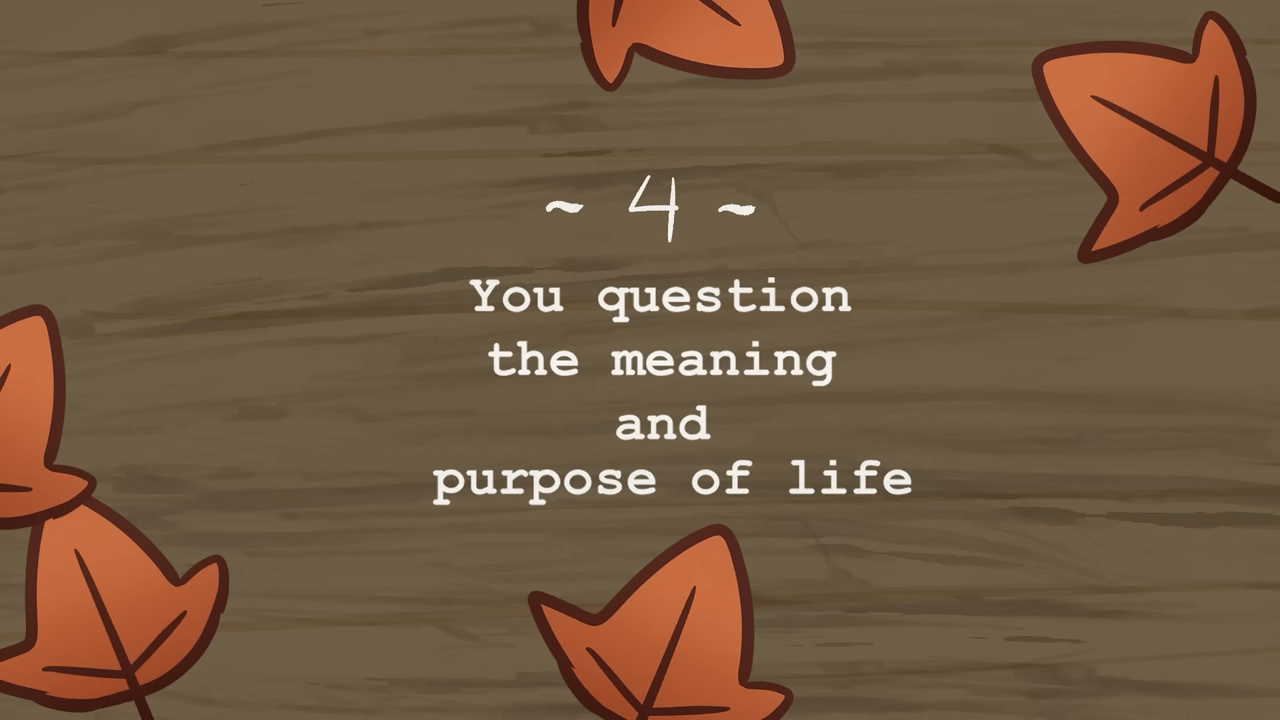 ~ 4 ~
You question
the meaning
and
purpose of life